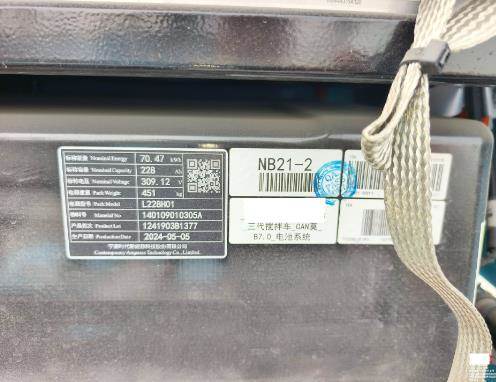 标称能量 Nominal Energy 70.47 kWh
标称容量 Nominal Capacity 228 Ah
标称电压 Nominal Voltage 309.12 V
电箱重量 Pack Weight 451 kg
电箱型号 Pack Model L228H01
物料号 Material No 140109010305A
产品批次 Product Lot 1241903B1377
生产日期 Production Date 2024-05-05
宁德时代新能源科技股份有限公司
Contemporary Amperex Technology Co., Limited.
NB21-2
三代搅拌车_CAN莫_
B7.0_电池系统